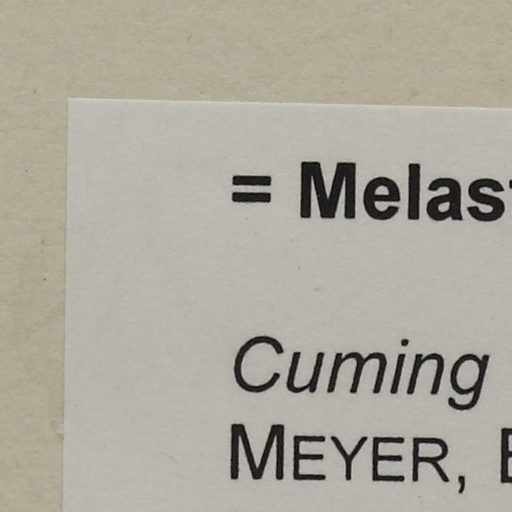 = Melas
Cuming
MEYER,